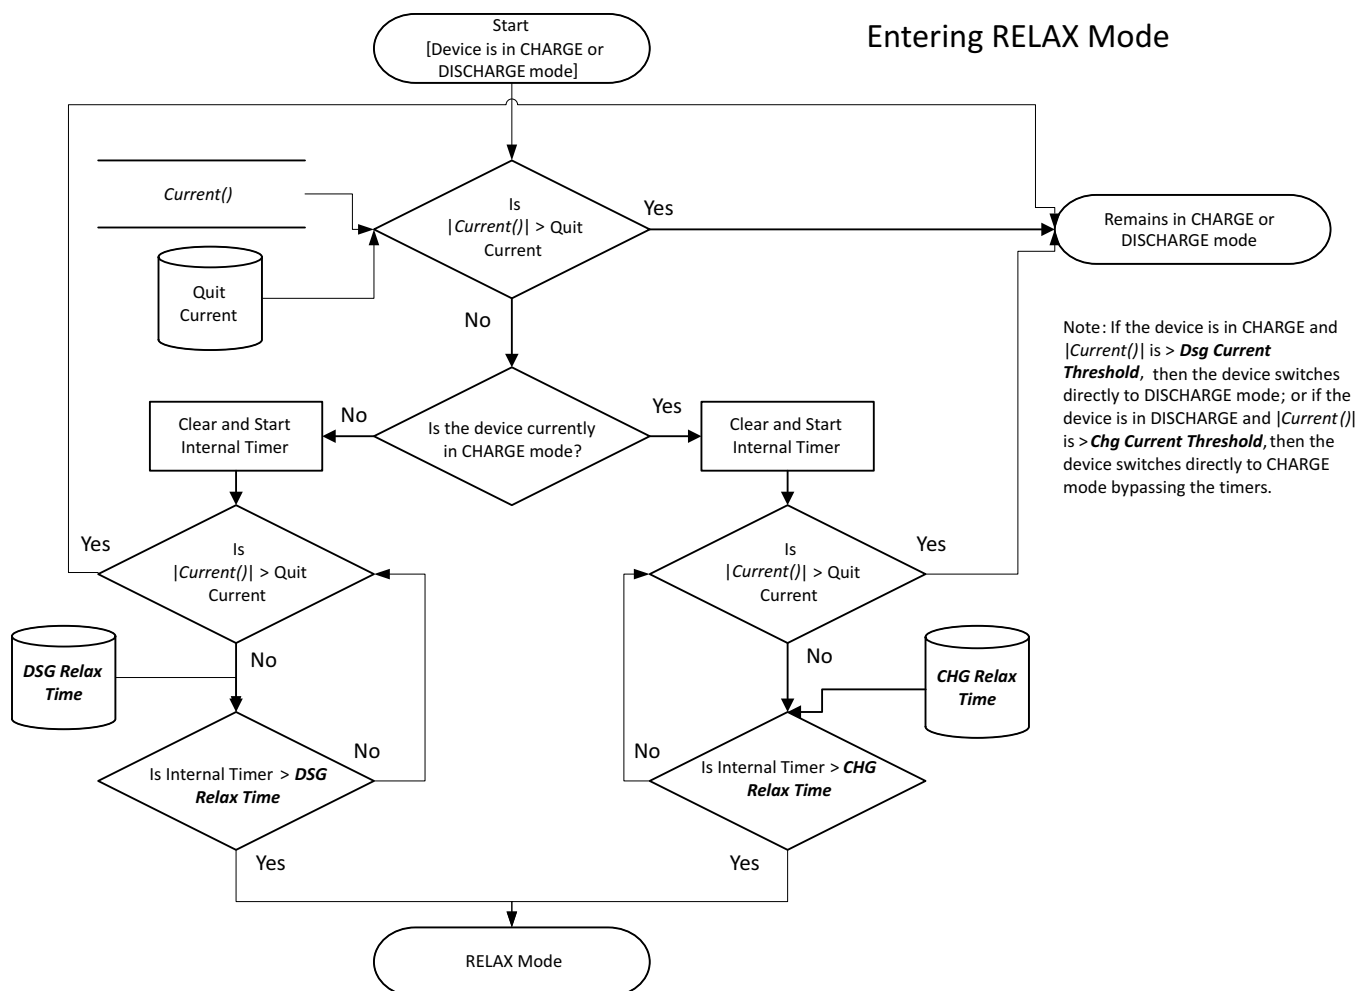 Start
[Device is in CHARGE or
DISCHARGE mode]
Entering RELAX Mode
Current()
Is
|Current()| > Quit
Current
Yes
Remains in CHARGE or
DISCHARGE mode
Quit
Current
No
Note: If the device is in CHARGE and
|Current()| is > Dsg Current
Threshold, then the device switches
directly to DISCHARGE mode; or if the
device is in DISCHARGE and |Current()|
is > Chg Current Threshold, then the
device switches directly to CHARGE
mode bypassing the timers.
Clear and Start
Internal Timer
No
Is the device currently
in CHARGE mode?
Yes
Clear and Start
Internal Timer
Yes
Is
|Current()| > Quit
Current
Is
|Current()| > Quit
Current
Yes
DSG Relax
Time
No
No
CHG Relax
Time
Is Internal Timer > DSG
Relax Time
No
No
Is Internal Timer > CHG
Relax Time
Yes
Yes
RELAX Mode